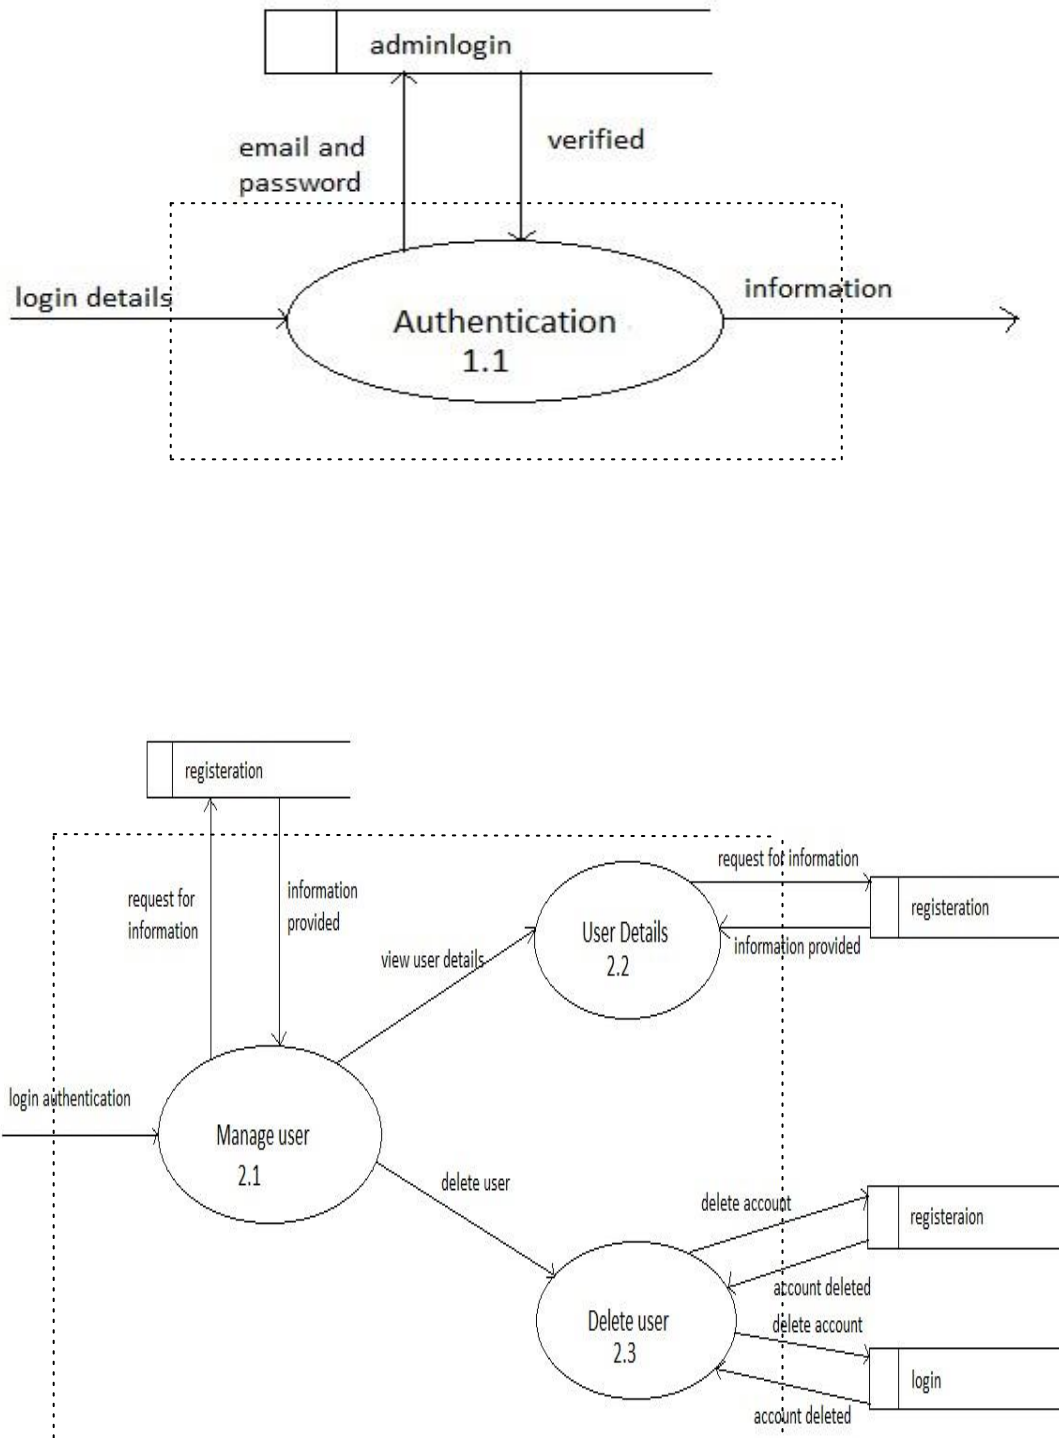 adminlogin
email and
password
verified
login details
information
Authentication
1.1
registeration
request for
information
information
provided
view user details
User Details
2.2
request for information
registeration
information provided
login authentication
Manage user
2.1
delete user
delete account
registeraion
account deleted
Delete user
2.3
delete account
login
account deleted